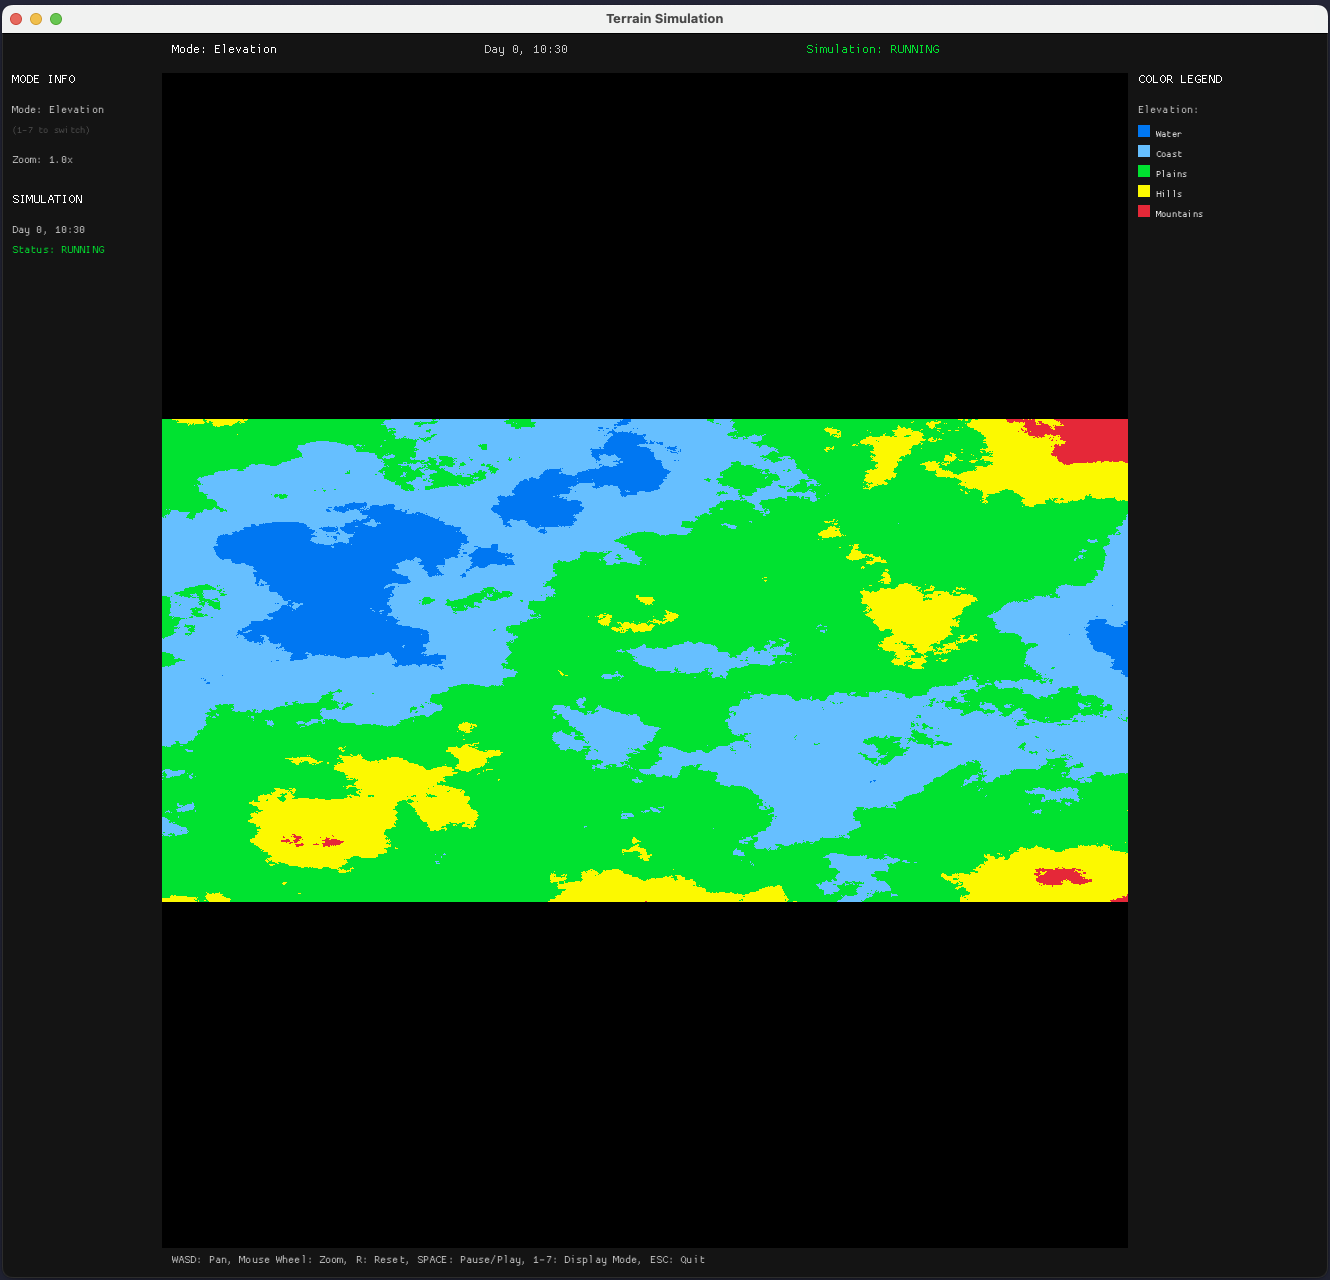 Terrain Simulation
Mode: Elevation
Day 0, 10:30
Simulation: RUNNING
MODE INFO
Mode: Elevation
(1-7 to switch)
Zoom: 1.0x
SIMULATION
Day 0, 10:30
Status: RUNNING
COLOR LEGEND
Elevation:
Water
Coast
Plains
Hills
Mountains
WASD: Pan, Mouse Wheel: Zoom, R: Reset, SPACE: Pause/Play, 1-7: Display Mode, ESC: Quit